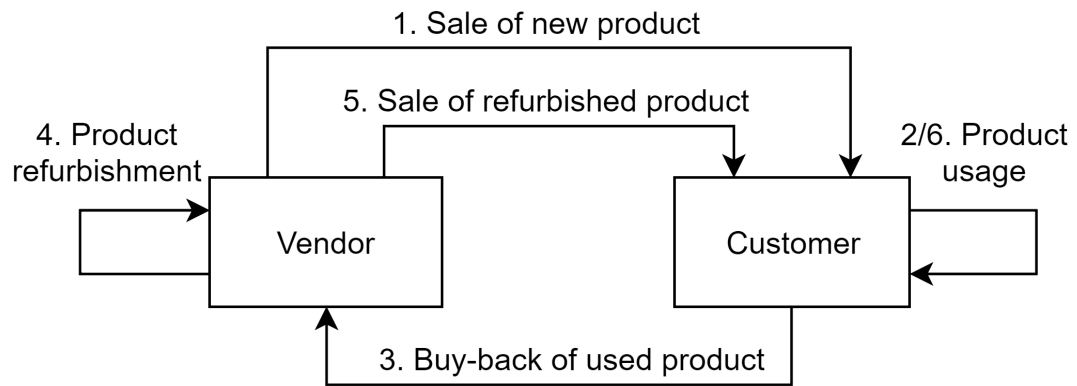 1. Sale of new product
5. Sale of refurbished product
4. Product
refurbishment
2/6. Product
usage
Vendor
Customer
3. Buy-back of used product